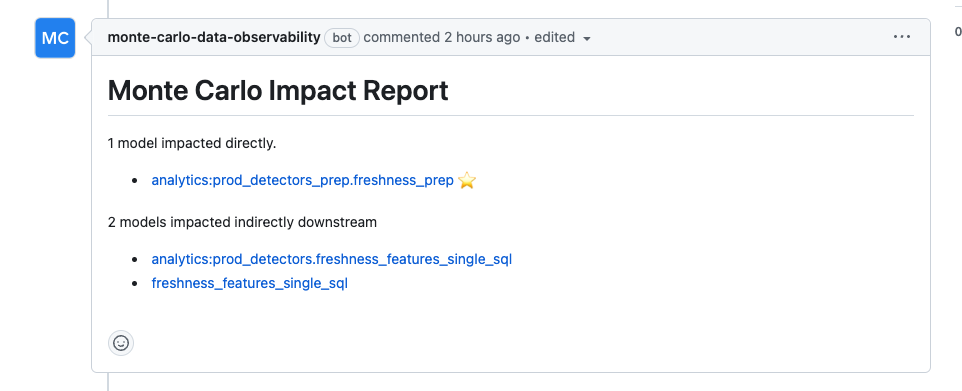 MC
monte-carlo-data-observability bot commented 2 hours ago • edited
Monte Carlo Impact Report
1 model impacted directly.
• analytics:prod_detectors_prep.freshness_prep ⭐
2 models impacted indirectly downstream
• analytics:prod_detectors.freshness_features_single_sql
• freshness_features_single_sql